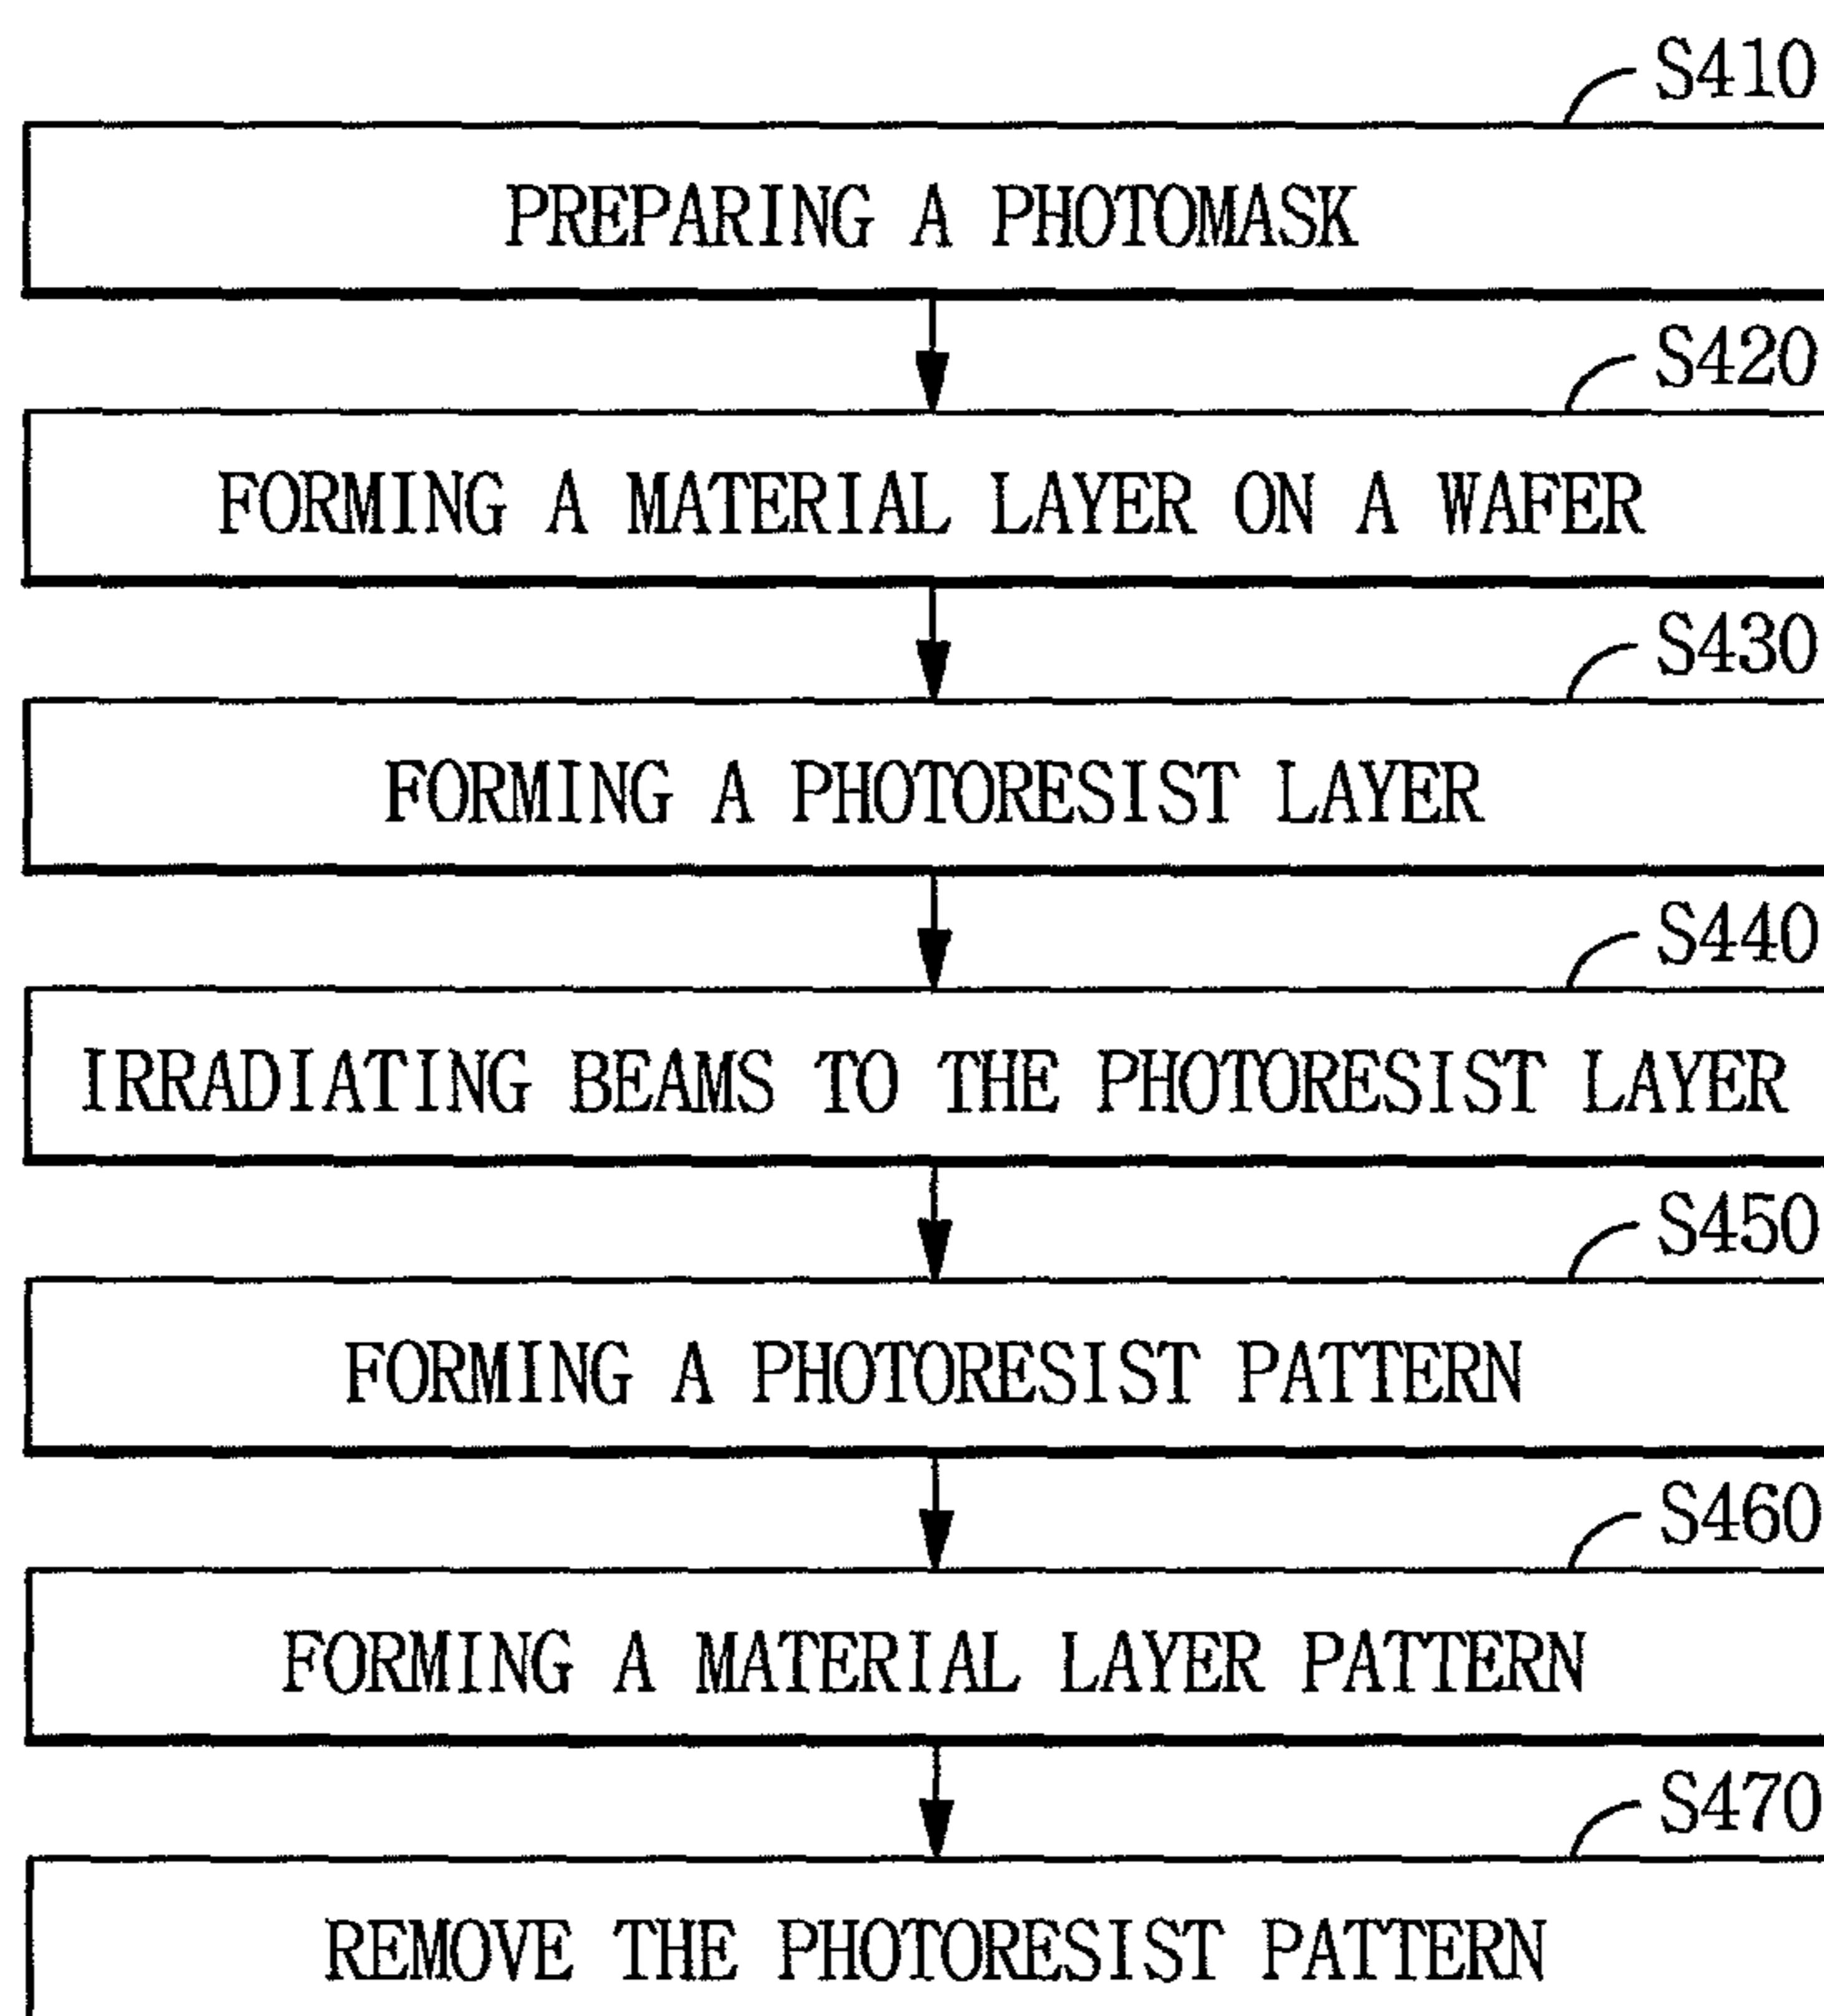 S410
PREPARING A PHOTOMASK
S420
FORMING A MATERIAL LAYER ON A WAFER
S430
FORMING A PHOTORESIST LAYER
S440
IRRADIATING BEAMS TO THE PHOTORESIST LAYER
S450
FORMING A PHOTORESIST PATTERN
S460
FORMING A MATERIAL LAYER PATTERN
S470
REMOVE THE PHOTORESIST PATTERN